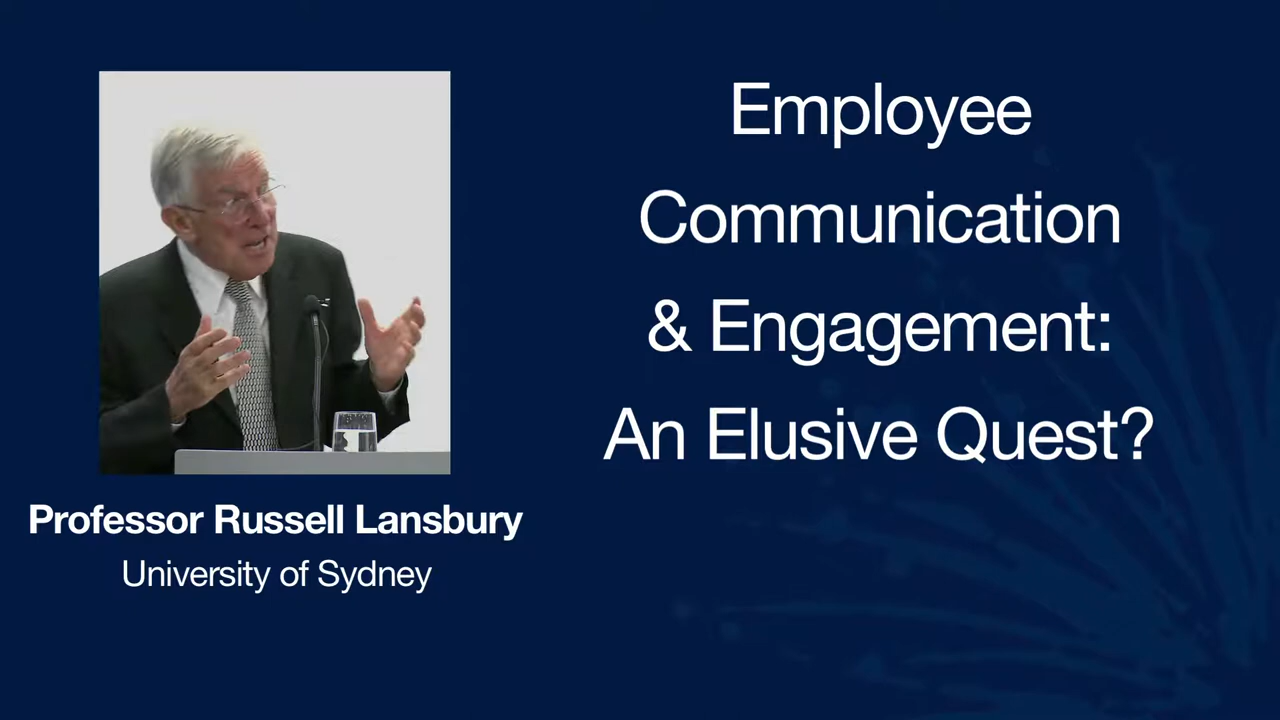 Employee
Communication
& Engagement:
An Elusive Quest?
Professor Russell Lansbury
University of Sydney